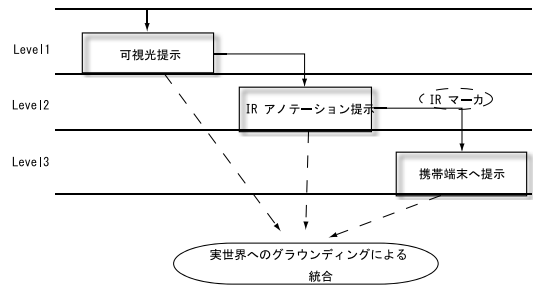 Level1
可視光提示
Level2
IR アノテーション提示
IR マーカ
Level3
携帯端末へ提示
実世界へのグラウンディングによる
統合